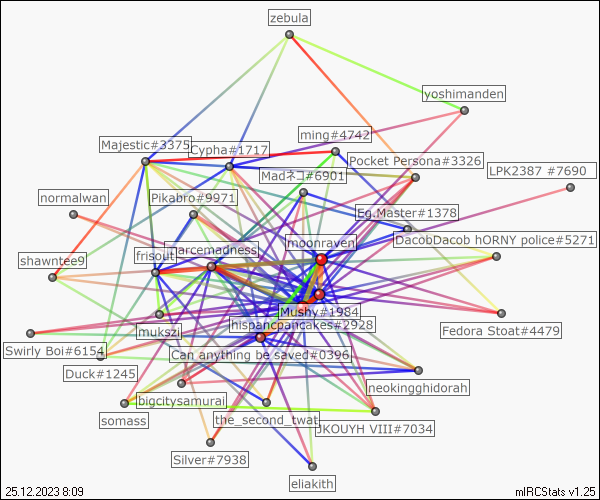 zebula
yoshimanden
ming#4742
Majestic#3375
Cypha#1717
Pocket Persona#3326
LPK2387 #7690
Madネコ#6901
normalwan
Pikabro#9971
Eg.Master#1378
DacobDacob hORNY police#5271
moonraven
narcemadness
frisout
shawntee9
Mushy#1984
mukszi
hispancpancakes#2928
Fedora Stoat#4479
Swirly Boi#6154
Can anything be saved#0396
Duck#1245
neokingghidorah
bigcitysamurai
somass
the_second_twat
JKOUYH VIII#7034
Silver#7938
eliakith
25.12.2023 8:09
mIRCStats v1.25